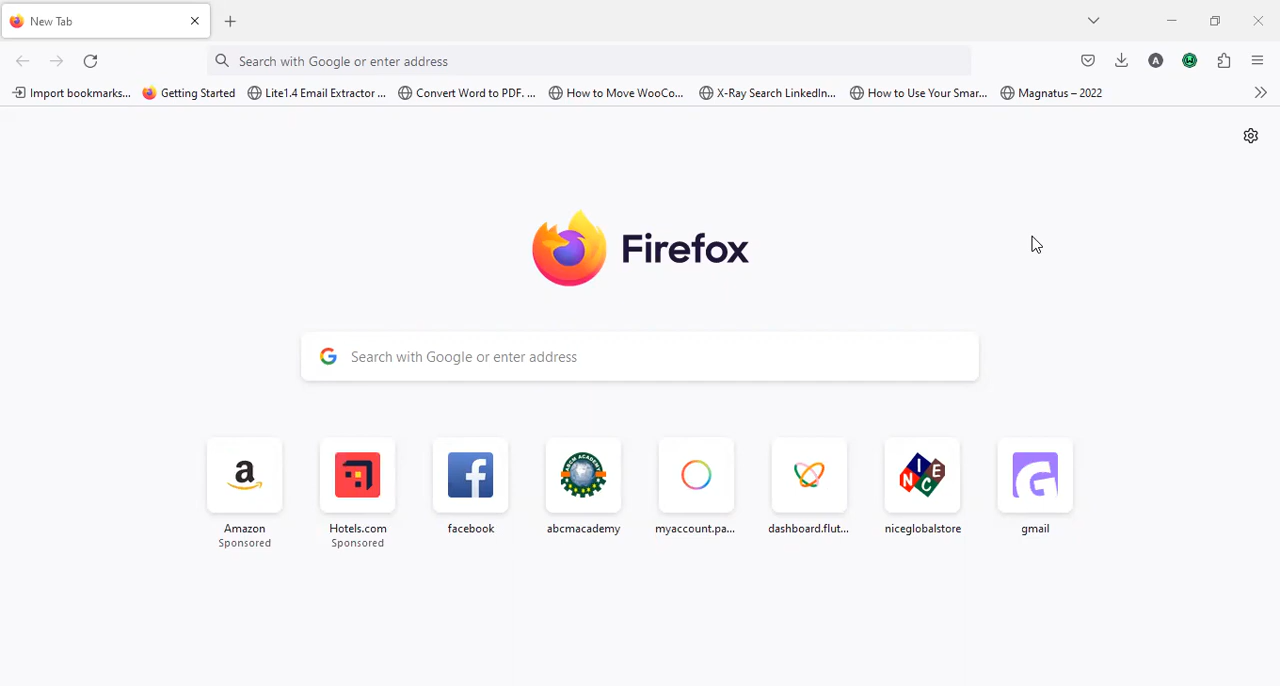 New Tab
Search with Google or enter address
A
Import bookmarks... Getting Started Lite1.4 Email Extractor ... Convert Word to PDF. ... How to Move WooCo... X-Ray Search LinkedIn... How to Use Your Smar... Magnatus – 2022
Firefox
Search with Google or enter address
Amazon
Sponsored
Hotels.com
Sponsored
facebook
ABCM ACADEMY
abcmacademy
myaccount.pa...
dashboard.flut...
N I C E
niceglobalstore
gmail